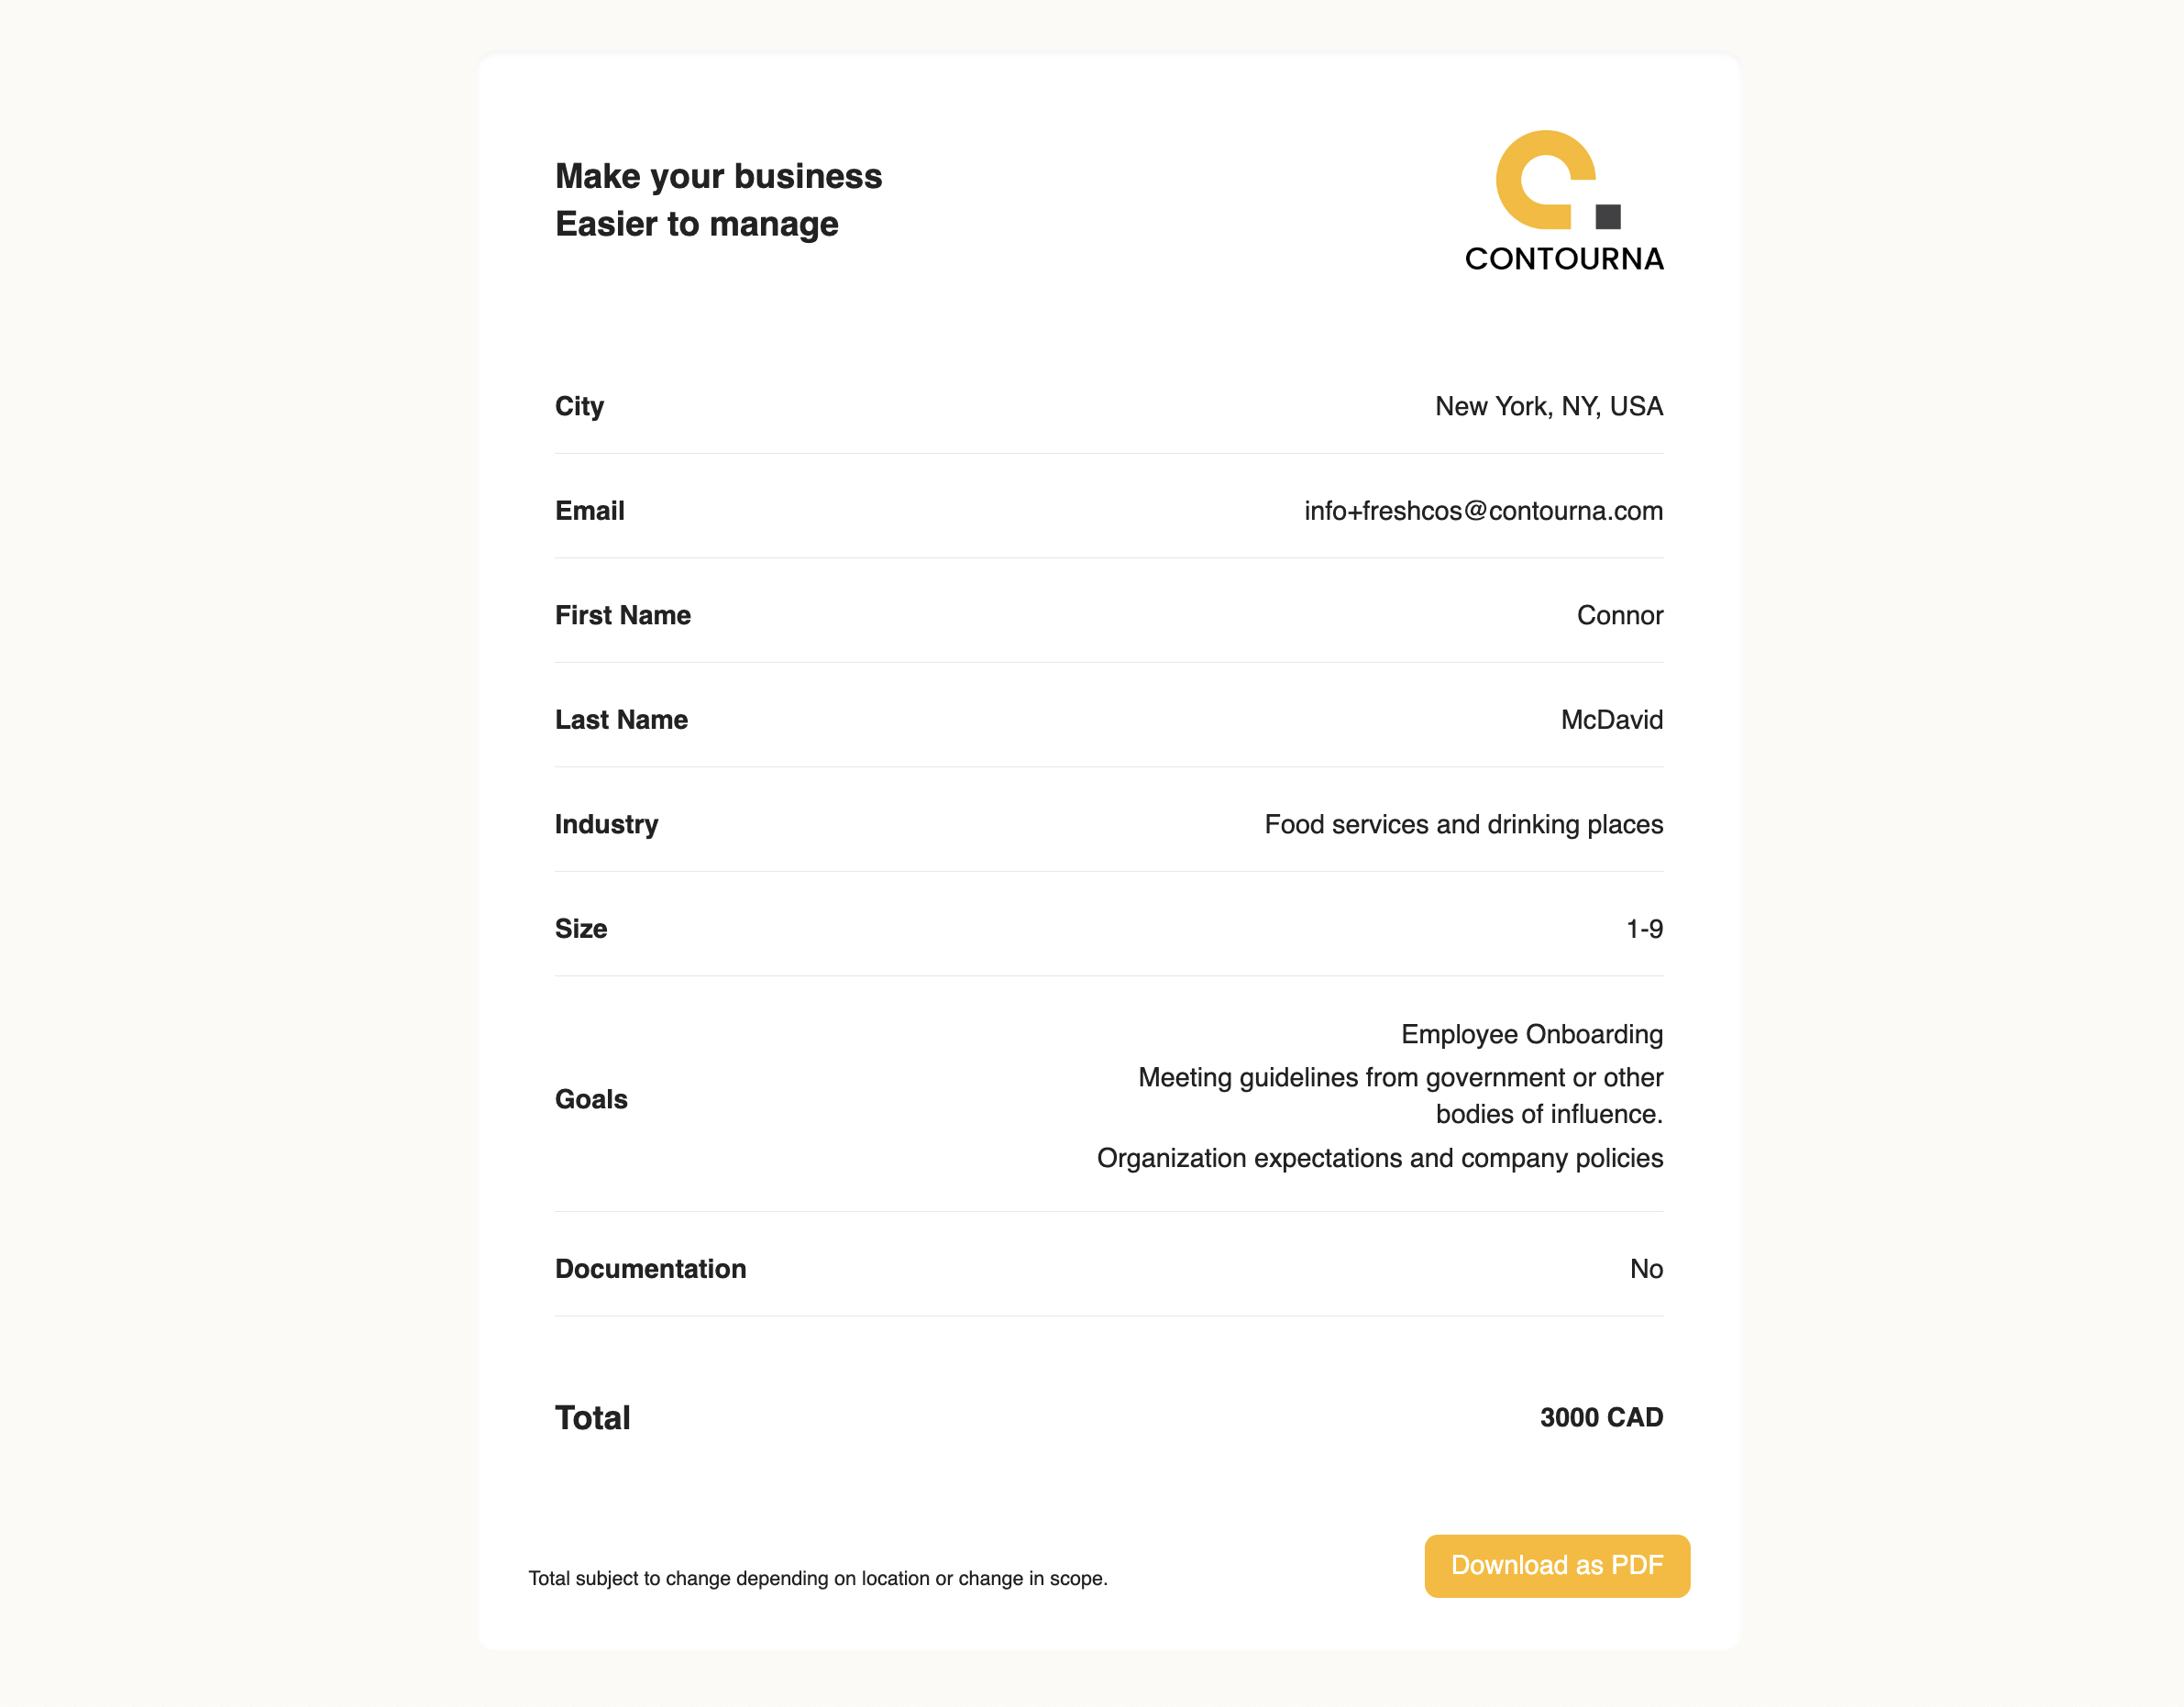 Make your business
Easier to manage
CONTOURNA
City
New York, NY, USA
Email
info+freshcos@contourna.com
First Name
Connor
Last Name
McDavid
Industry
Food services and drinking places
Size
1-9
Goals
Employee Onboarding
Meeting guidelines from government or other
bodies of influence.
Organization expectations and company policies
Documentation
No
Total
3000 CAD
Total subject to change depending on location or change in scope.
Download as PDF